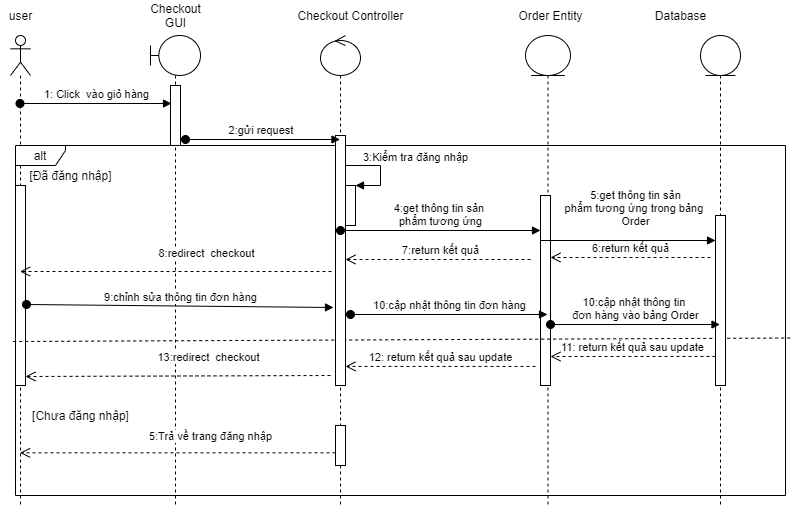 user
Checkout
GUI
Checkout Controller
Order Entity
Database
1: Click vào giỏ hàng
2:gửi request
alt
3:Kiểm tra đăng nhập
[Đã đăng nhập]
4:get thông tin sản
phẩm tương ứng
5:get thông tin sản
phẩm tương ứng trong bảng
Order
6:return kết quả
7:return kết quả
8:redirect checkout
9:chỉnh sửa thông tin đơn hàng
10:cập nhật thông tin đơn hàng
10:cập nhật thông tin
đơn hàng vào bảng Order
11: return kết quả sau update
12: return kết quả sau update
13:redirect checkout
[Chưa đăng nhập]
5:Trả về trang đăng nhập